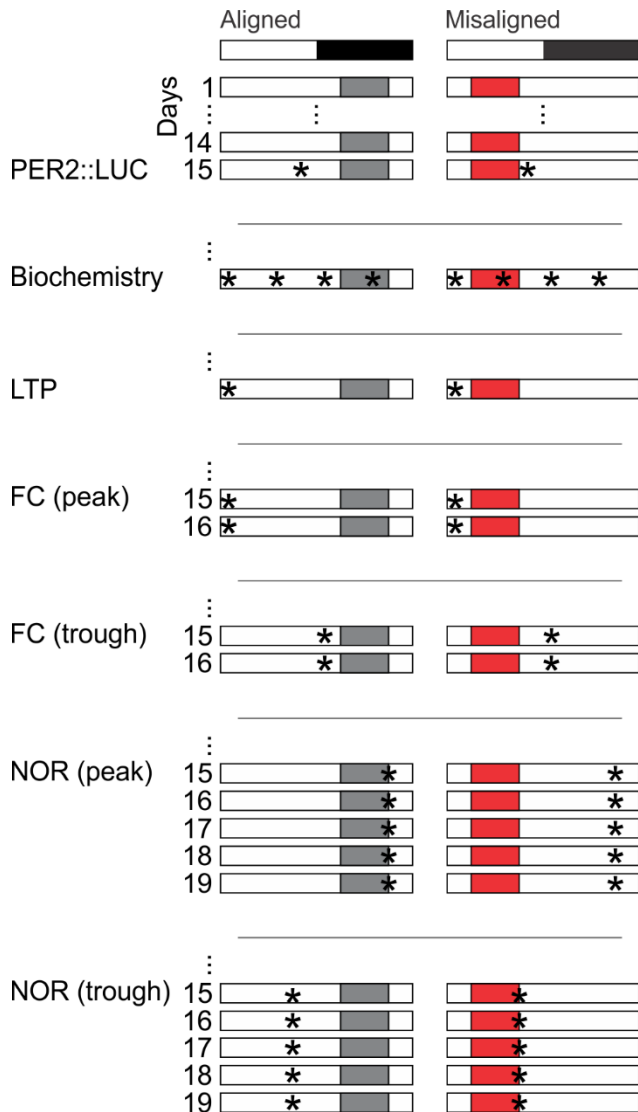 Aligned Misaligned
Days
1
⋮ ⋮ ⋮
14
PER2::LUC 15 * *
⋮
Biochemistry * * * * * * * *
⋮
LTP * *
⋮
FC (peak) 15 * *
16 * *
⋮
FC (trough) 15 * *
16 * *
⋮
NOR (peak) 15 * *
16 * *
17 * *
18 * *
19 * *
⋮
NOR (trough) 15 * *
16 * *
17 * *
18 * *
19 * *